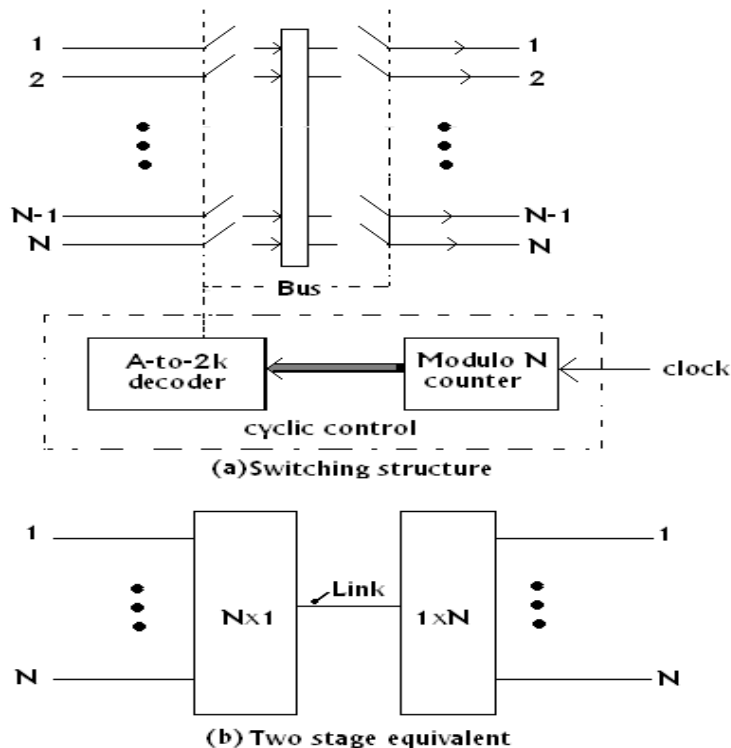 1 1
2 2
N-1 N-1
N N
Bus
A-to-2k
decoder
Modulo N
counter
clock
cyclic control
(a)Switching structure
1 1
Link
Nx1 1xN
N N
(b) Two stage equivalent